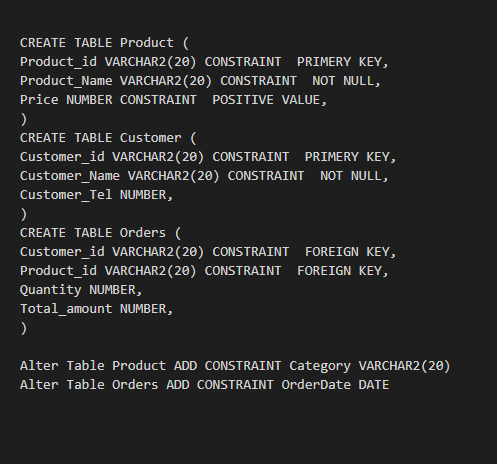 CREATE TABLE Product (
Product_id VARCHAR2(20) CONSTRAINT  PRIMERY KEY,
Product_Name VARCHAR2(20) CONSTRAINT  NOT NULL,
Price NUMBER CONSTRAINT  POSITIVE VALUE,
)
CREATE TABLE Customer (
Customer_id VARCHAR2(20) CONSTRAINT  PRIMERY KEY,
Customer_Name VARCHAR2(20) CONSTRAINT  NOT NULL,
Customer_Tel NUMBER,
)
CREATE TABLE Orders (
Customer_id VARCHAR2(20) CONSTRAINT  FOREIGN KEY,
Product_id VARCHAR2(20) CONSTRAINT  FOREIGN KEY,
Quantity NUMBER,
Total_amount NUMBER,
)
Alter Table Product ADD CONSTRAINT Category VARCHAR2(20)
Alter Table Orders ADD CONSTRAINT OrderDate DATE